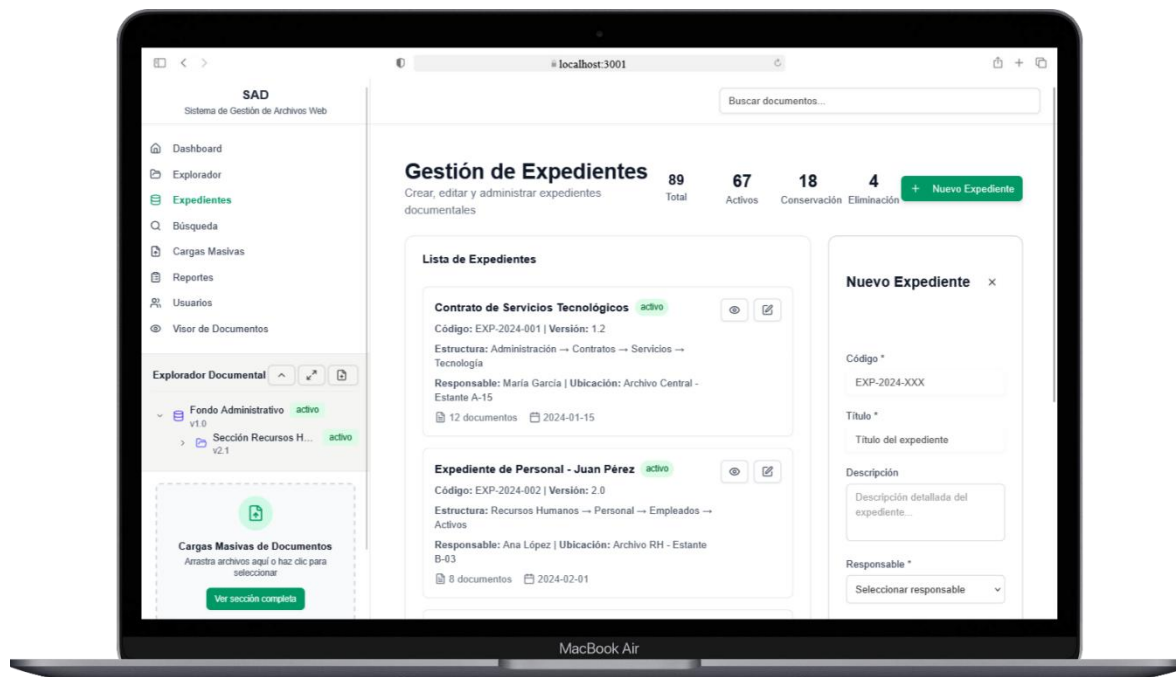 localhost:3001
SAD
Sistema de Gestión de Archivos Web
Buscar documentos...
Dashboard
Explorador
Expedientes
Búsqueda
Cargas Masivas
Reportes
Usuarios
Visor de Documentos
Explorador Documental
Fondo Administrativo activo
v1.0
Sección Recursos H... activo
v2.1
Cargas Masivas de Documentos
Arrastra archivos aquí o haz clic para
seleccionar
Ver sección completa
Gestión de Expedientes
Crear, editar y administrar expedientes
documentales
89 67 18 4
Total Activos Conservación Eliminación
+ Nuevo Expediente
Lista de Expedientes
Contrato de Servicios Tecnológicos activo
Código: EXP-2024-001 | Versión: 1.2
Estructura: Administración → Contratos → Servicios →
Tecnología
Responsable: María García | Ubicación: Archivo Central -
Estante A-15
12 documentos 2024-01-15
Expediente de Personal - Juan Pérez activo
Código: EXP-2024-002 | Versión: 2.0
Estructura: Recursos Humanos → Personal → Empleados →
Activos
Responsable: Ana López | Ubicación: Archivo RH - Estante
B-03
8 documentos 2024-02-01
Nuevo Expediente ×
Código *
EXP-2024-XXX
Título *
Título del expediente
Descripción
Descripción detallada del
expediente...
Responsable *
Seleccionar responsable
MacBook Air